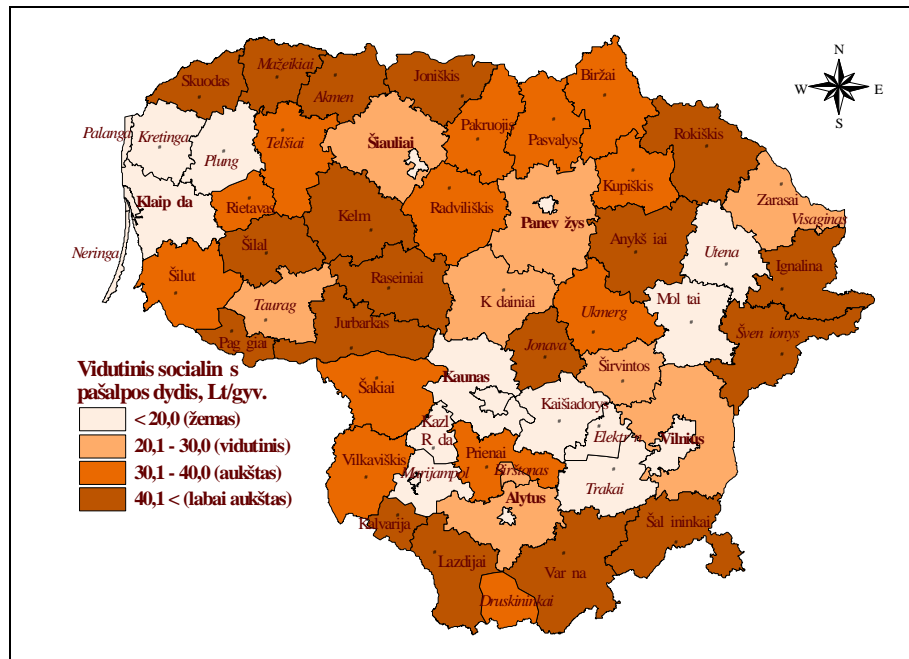 N
W E
S
Skuodas
Mažeikiai
Akmen
Joniškis
Biržai
Pakruojis
Pasvalys
Rokiškis
Palanga
Kretinga
Plung
Telšiai
Šiauliai
Kupiškis
Zarasai
Visaginas
Klaip da
Rietavas
Kelm
Radviliškis
Panev žys
Anykš iai
Utena
Ignalina
Neringa
Šilal
Šilut
Raseiniai
Taurag
K dainiai
Ukmerg
Mol tai
Šven ionys
Pag giai
Jurbarkas
Jonava
Širvintos
Vidutinis socialin s
pašalpos dydis, Lt/gyv.
< 20,0 (žemas)
20,1 - 30,0 (vidutinis)
30,1 - 40,0 (aukštas)
40,1 < (labai aukštas)
Šakiai
Kaunas
Kaišiadorys
Kazl
R da
Elektr n
Vilnius
Vilkaviškis
Prienai
Marijampol
Birštonas
Trakai
Alytus
Kalvarija
Šal ininkai
Lazdijai
Var na
Druskininkai